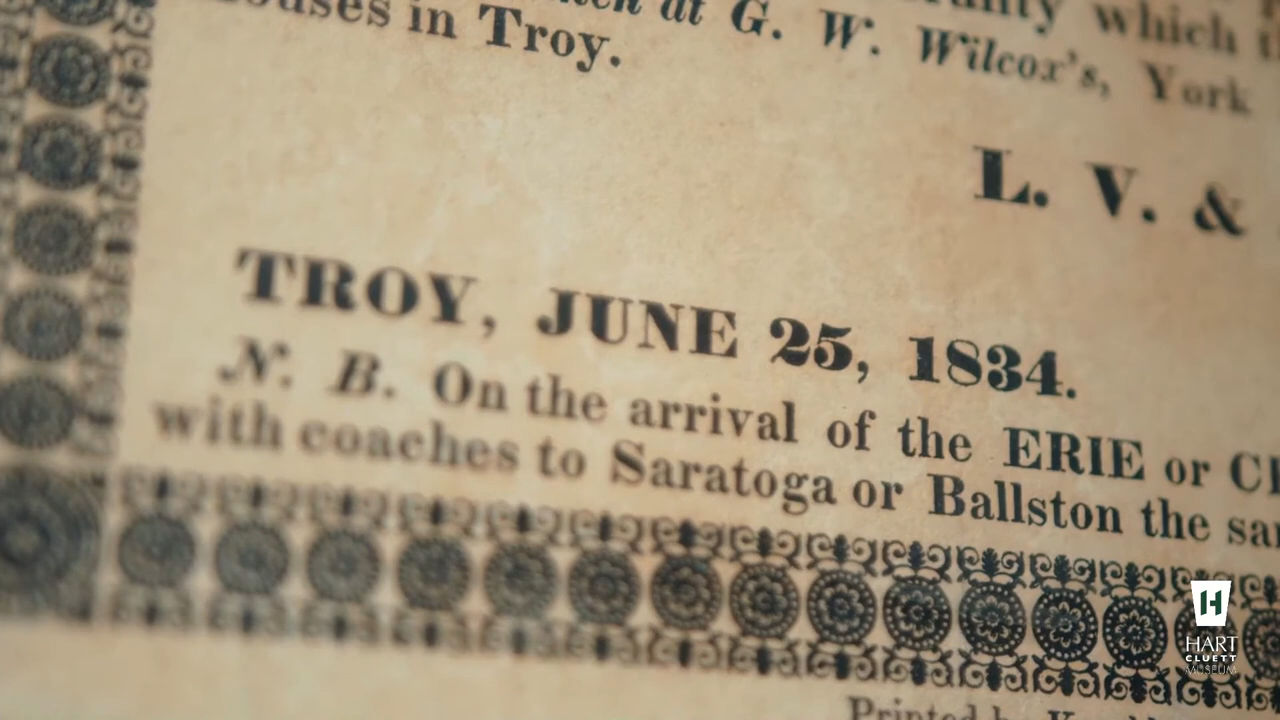 at G. W. Wilcox's, York
in Troy.
L. V. &
TROY, JUNE 25, 1834.
N. B. On the arrival of the ERIE or
with coaches to Saratoga or Ballston the
Printed
HART
CLUETT
MUSEUM